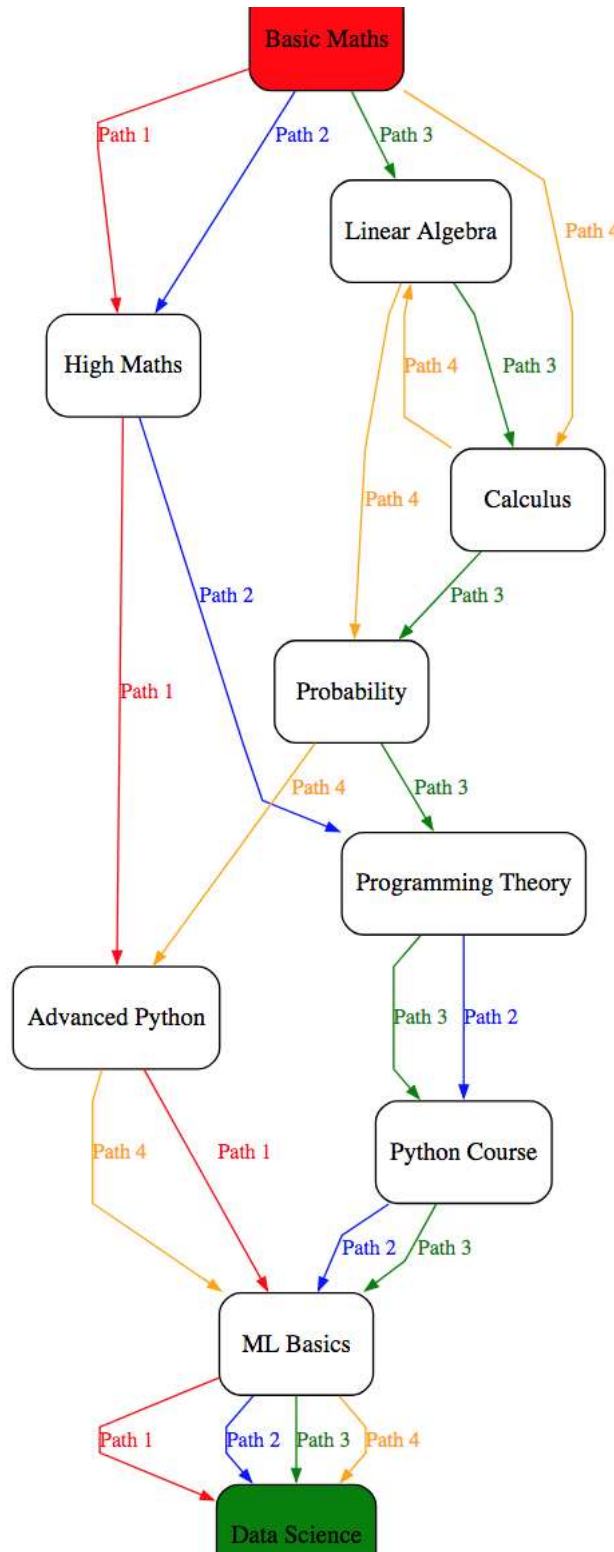 Basic Maths
Path 1
Path 2
Path 3
Linear Algebra
Path 4
High Maths
Path 4
Path 3
Path 4
Calculus
Path 2
Path 3
Path 1
Probability
Path 4
Path 3
Programming Theory
Advanced Python
Path 3
Path 2
Path 4
Path 1
Python Course
Path 2
Path 3
ML Basics
Path 1
Path 2
Path 3
Path 4
Data Science